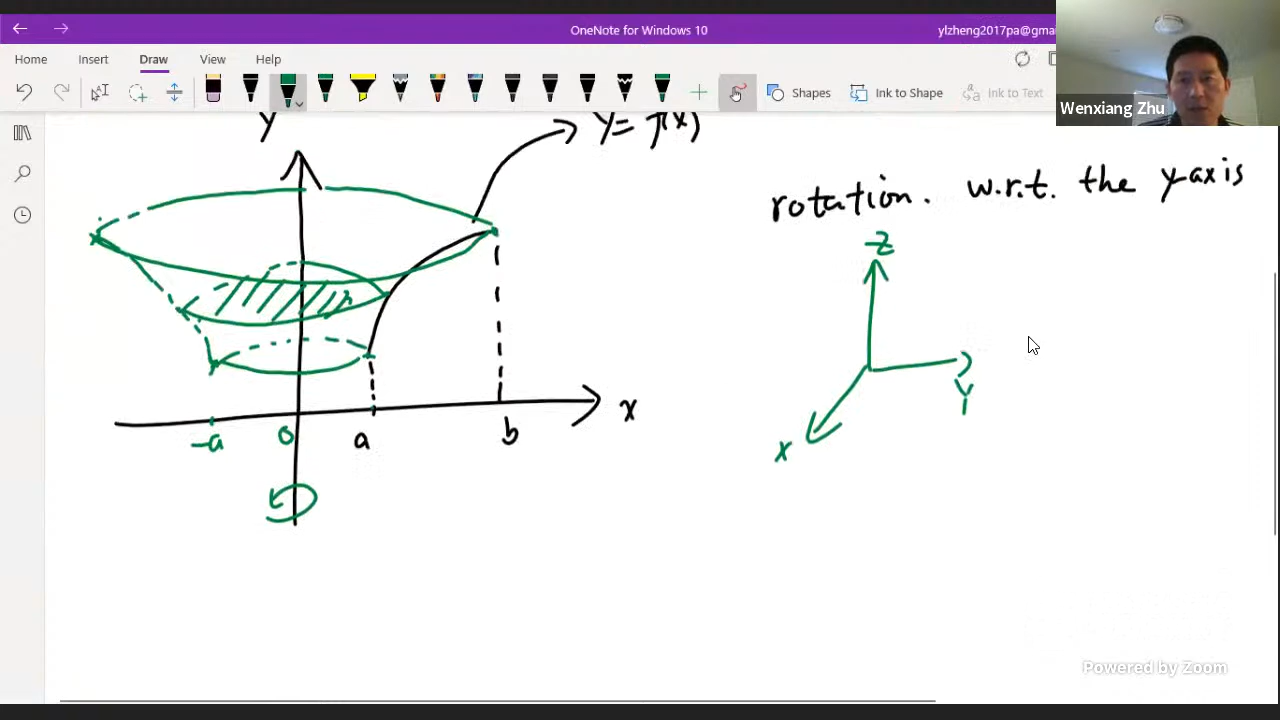 OneNote for Windows 10
ylzheng2017pa@gma
Home Insert Draw View Help
Shapes Ink to Shape Ink to Text
Wenxiang Zhu
y
y = f(x)
rotation. w.r.t. the y-axis
z
y
x
x
-a 0 a b
Powered by Zoom